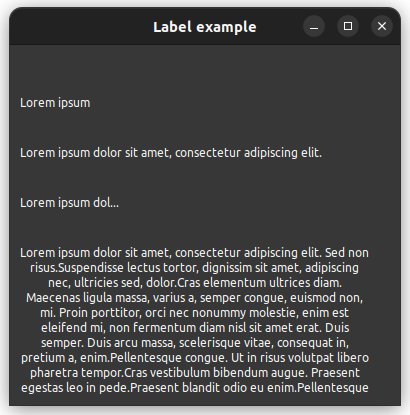 Label example
Lorem ipsum
Lorem ipsum dolor sit amet, consectetur adipiscing elit.
Lorem ipsum dol...
Lorem ipsum dolor sit amet, consectetur adipiscing elit. Sed non
risus.Suspendisse lectus tortor, dignissim sit amet, adipiscing
nec, ultricies sed, dolor.Cras elementum ultrices diam.
Maecenas ligula massa, varius a, semper congue, euismod non,
mi. Proin porttitor, orci nec nonummy molestie, enim est
eleifend mi, non fermentum diam nisl sit amet erat. Duis
semper. Duis arcu massa, scelerisque vitae, consequat in,
pretium a, enim.Pellentesque congue. Ut in risus volutpat libero
pharetra tempor.Cras vestibulum bibendum augue. Praesent
egestas leo in pede.Praesent blandit odio eu enim.Pellentesque